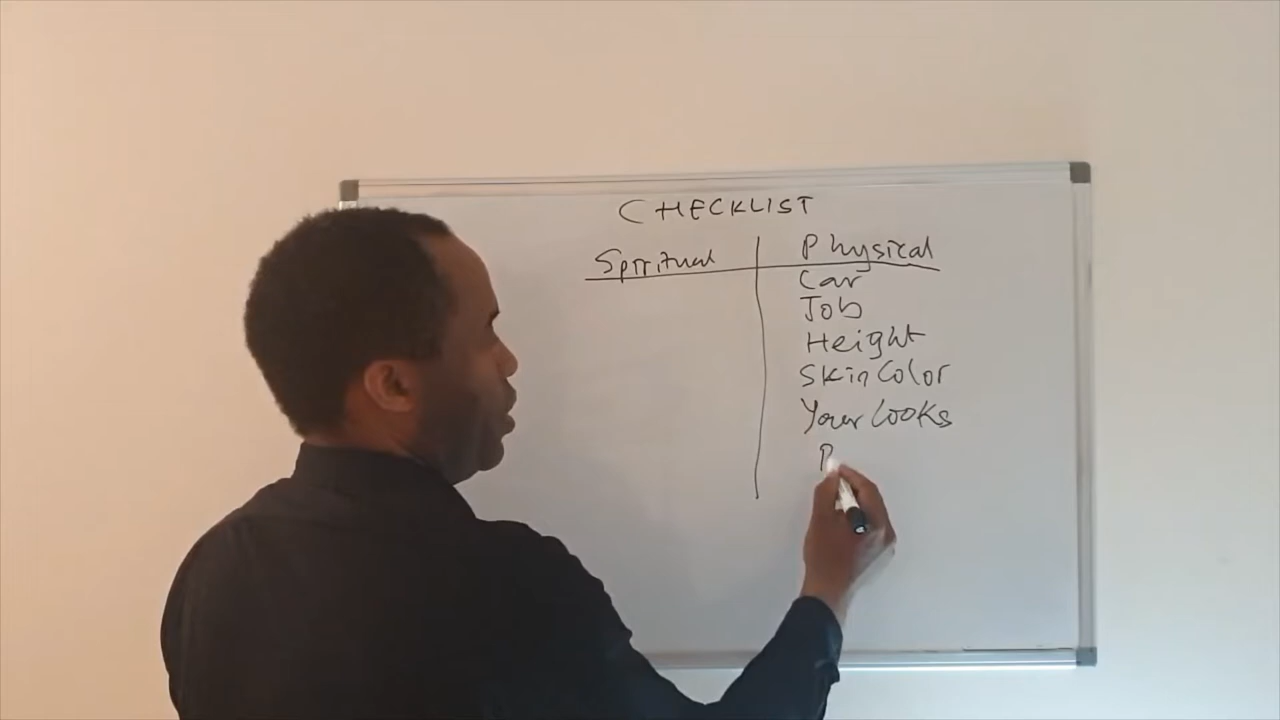 CHECKLIST
Spiritual Physical
Car
Job
Height
Skin Color
Your Looks
P